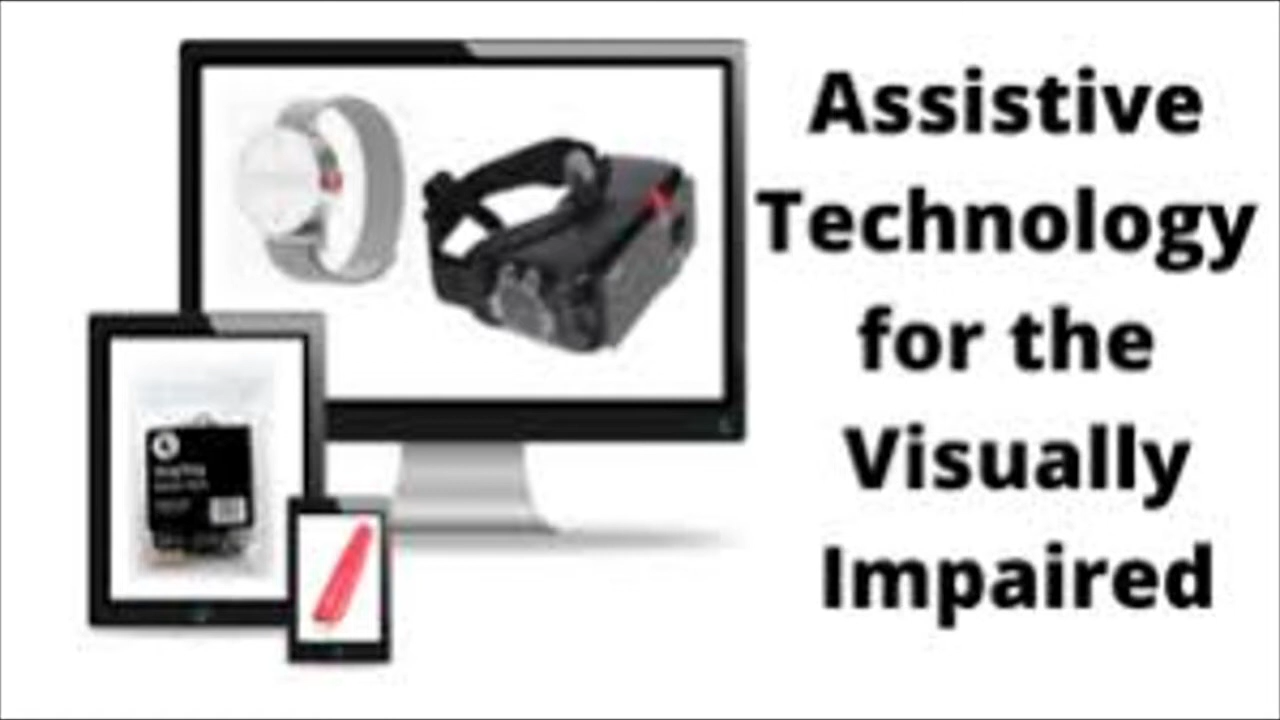 Assistive
Technology
for the
Visually
Impaired